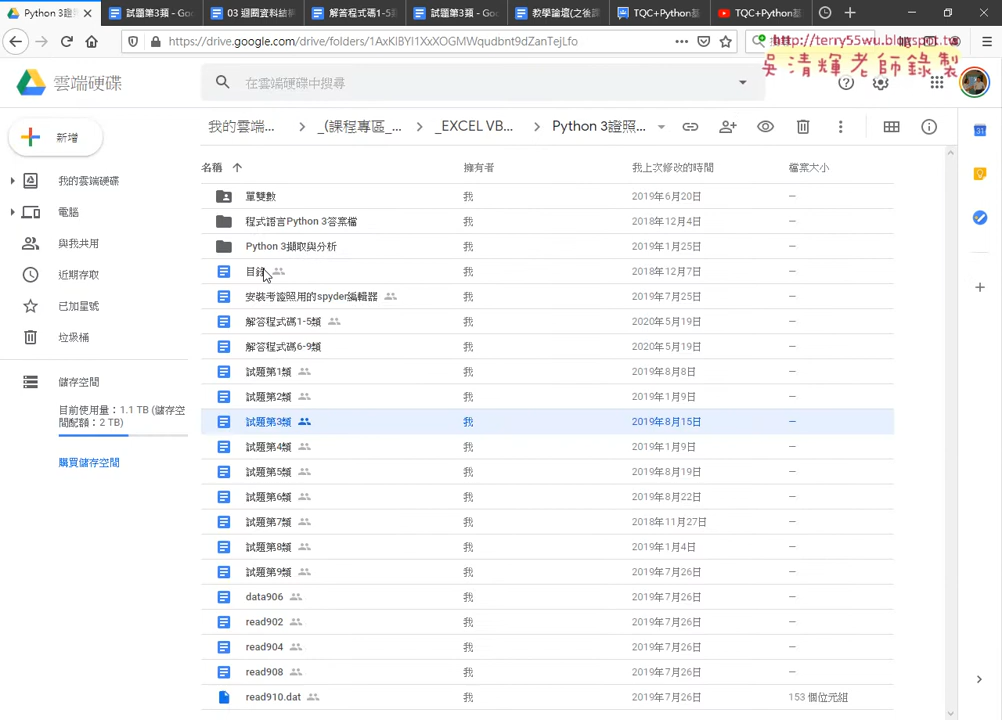 Python 3證照
試題第3類 - Goo
03 迴圈資料結構
解答程式碼1-5類
試題第3類 - Goo
教學論壇(之後課
TQC+Python基
TQC+Python基
https://drive.google.com/drive/folders/1AxKlBYI1XxXOGMWqudbnt9dZanTejLfo
http://terry55wu.blogspot.tw
吳清輝老師錄製
雲端硬碟
在雲端硬碟中搜尋
新增
我的雲端... > _(課程專區_... > _EXCEL VB... > Python 3證照...
名稱 擁有者 我上次修改的時間 檔案大小
我的雲端硬碟
電腦
與我共用
近期存取
已加星號
垃圾桶
儲存空間
目前使用量：1.1 TB (儲存空
間配額：2 TB)
購買儲存空間
單雙數 我 2019年6月20日 —
程式語言Python 3答案檔 我 2018年12月4日 —
Python 3擷取與分析 我 2019年1月25日 —
目錄 我 2018年12月7日 —
安裝考證照用的spyder編輯器 我 2019年7月25日 —
解答程式碼1-5類 我 2020年5月19日 —
解答程式碼6-9類 我 2020年5月19日 —
試題第1類 我 2019年8月8日 —
試題第2類 我 2019年1月9日 —
試題第3類 我 2019年8月15日 —
試題第4類 我 2019年1月9日 —
試題第5類 我 2019年8月19日 —
試題第6類 我 2019年8月22日 —
試題第7類 我 2018年11月27日 —
試題第8類 我 2019年1月4日 —
試題第9類 我 2019年7月26日 —
data906 我 2019年7月26日 —
read902 我 2019年7月26日 —
read904 我 2019年7月26日 —
read908 我 2019年7月26日 —
read910.dat 我 2019年7月26日 153 個位元組
31